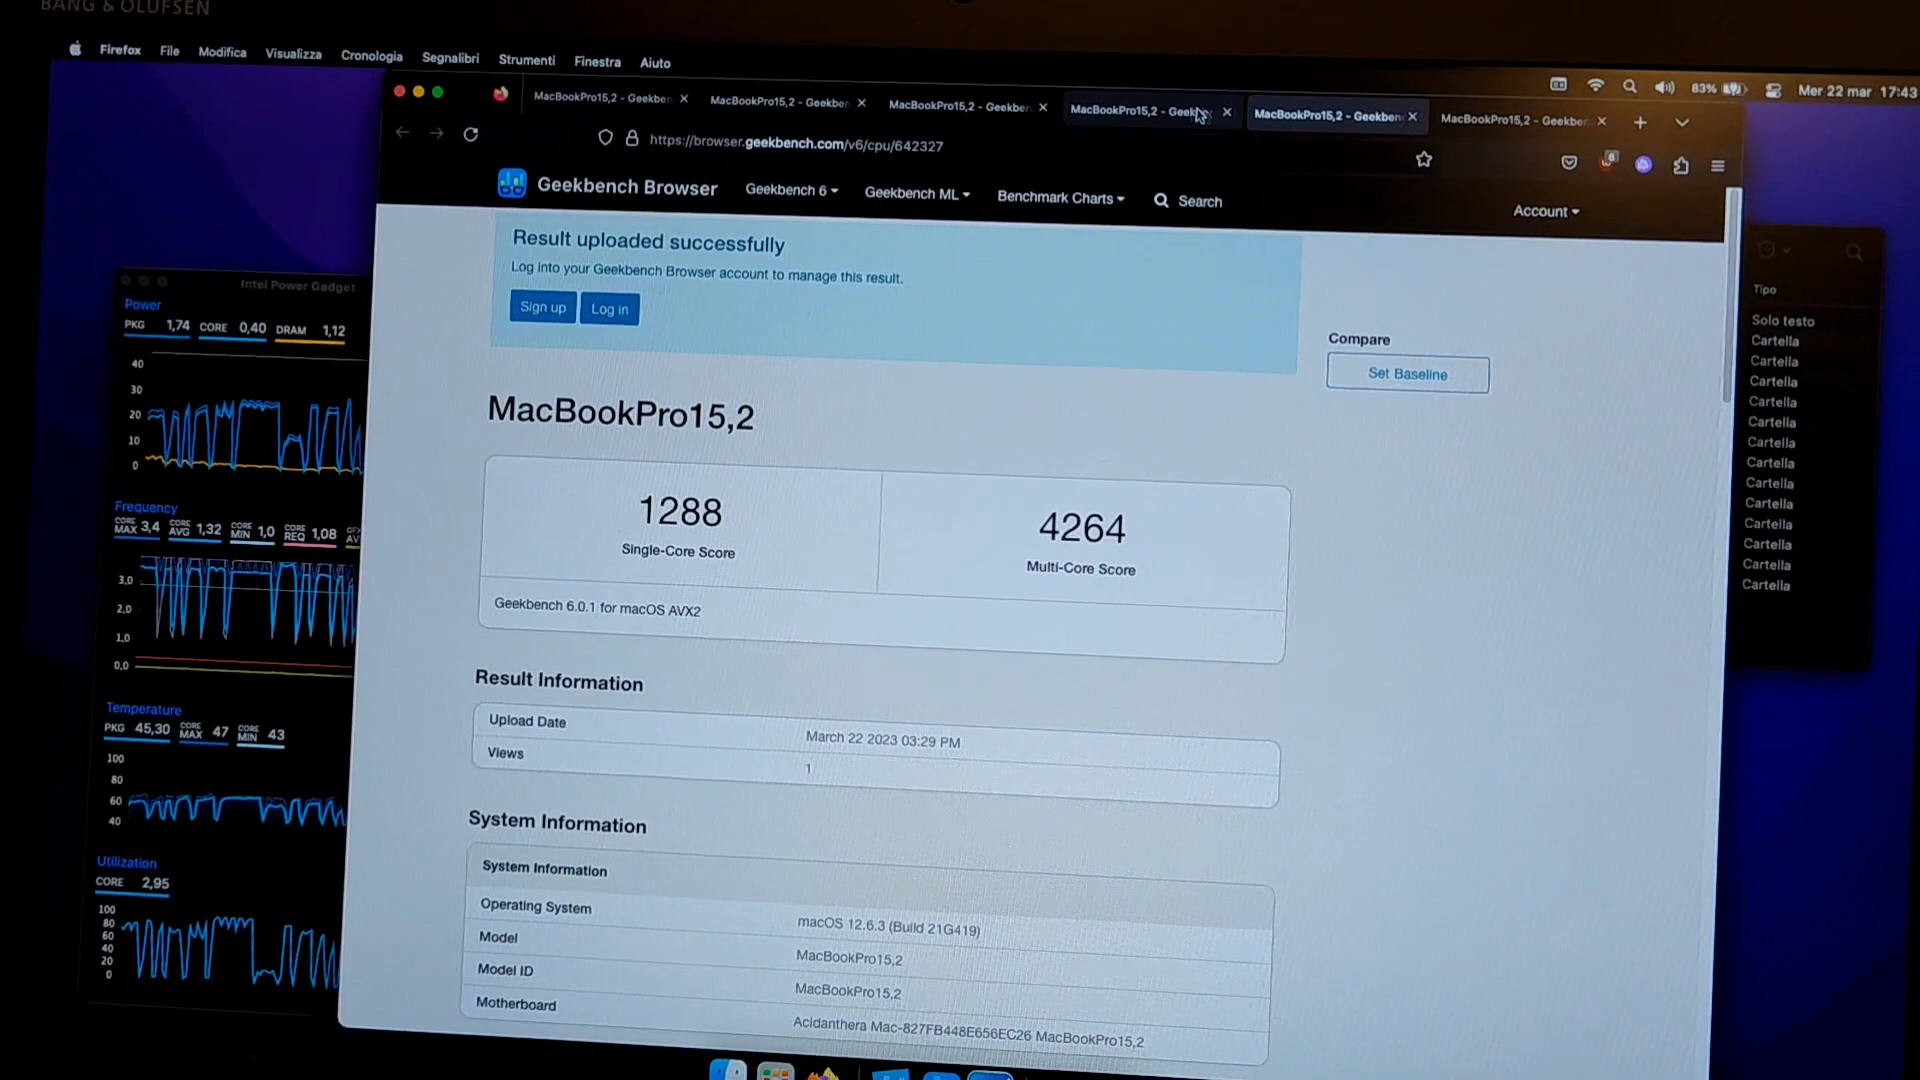 BANG & OLUFSEN
Firefox File Modifica Visualizza Cronologia Segnalibri Strumenti Finestra Aiuto
83% Mer 22 mar 17:43
MacBookPro15,2 - Geekben MacBookPro15,2 - Geekben MacBookPro15,2 - Geekben MacBookPro15,2 - Geekb MacBookPro15,2 - Geekben MacBookPro15,2 - Geekben
https://browser.geekbench.com/v6/cpu/642327
6
Geekbench Browser Geekbench 6 Geekbench ML Benchmark Charts Search Account
Result uploaded successfully
Log into your Geekbench Browser account to manage this result.
Sign up Log in
Compare
Set Baseline
MacBookPro15,2
1288
Single-Core Score
4264
Multi-Core Score
Geekbench 6.0.1 for macOS AVX2
Result Information
Upload Date March 22 2023 03:29 PM
Views 1
System Information
System Information
Operating System macOS 12.6.3 (Build 21G419)
Model MacBookPro15,2
Model ID MacBookPro15,2
Motherboard Acidanthera Mac-827FB448E656EC26 MacBookPro15,2
Intel Power Gadget
Power
PKG 1,74 CORE 0,40 DRAM 1,12
40
30
20
10
0
Frequency
CORE MAX 3,4 CORE AVG 1,32 CORE MIN 1,0 CORE REQ 1,08 GFX AV
3,0
2,0
1,0
0,0
Temperature
PKG 45,30 CORE MAX 47 CORE MIN 43
100
80
60
40
Utilization
CORE 2,95
100
80
60
40
20
0
Tipo
Solo testo
Cartella
Cartella
Cartella
Cartella
Cartella
Cartella
Cartella
Cartella
Cartella
Cartella
Cartella
Cartella
Cartella